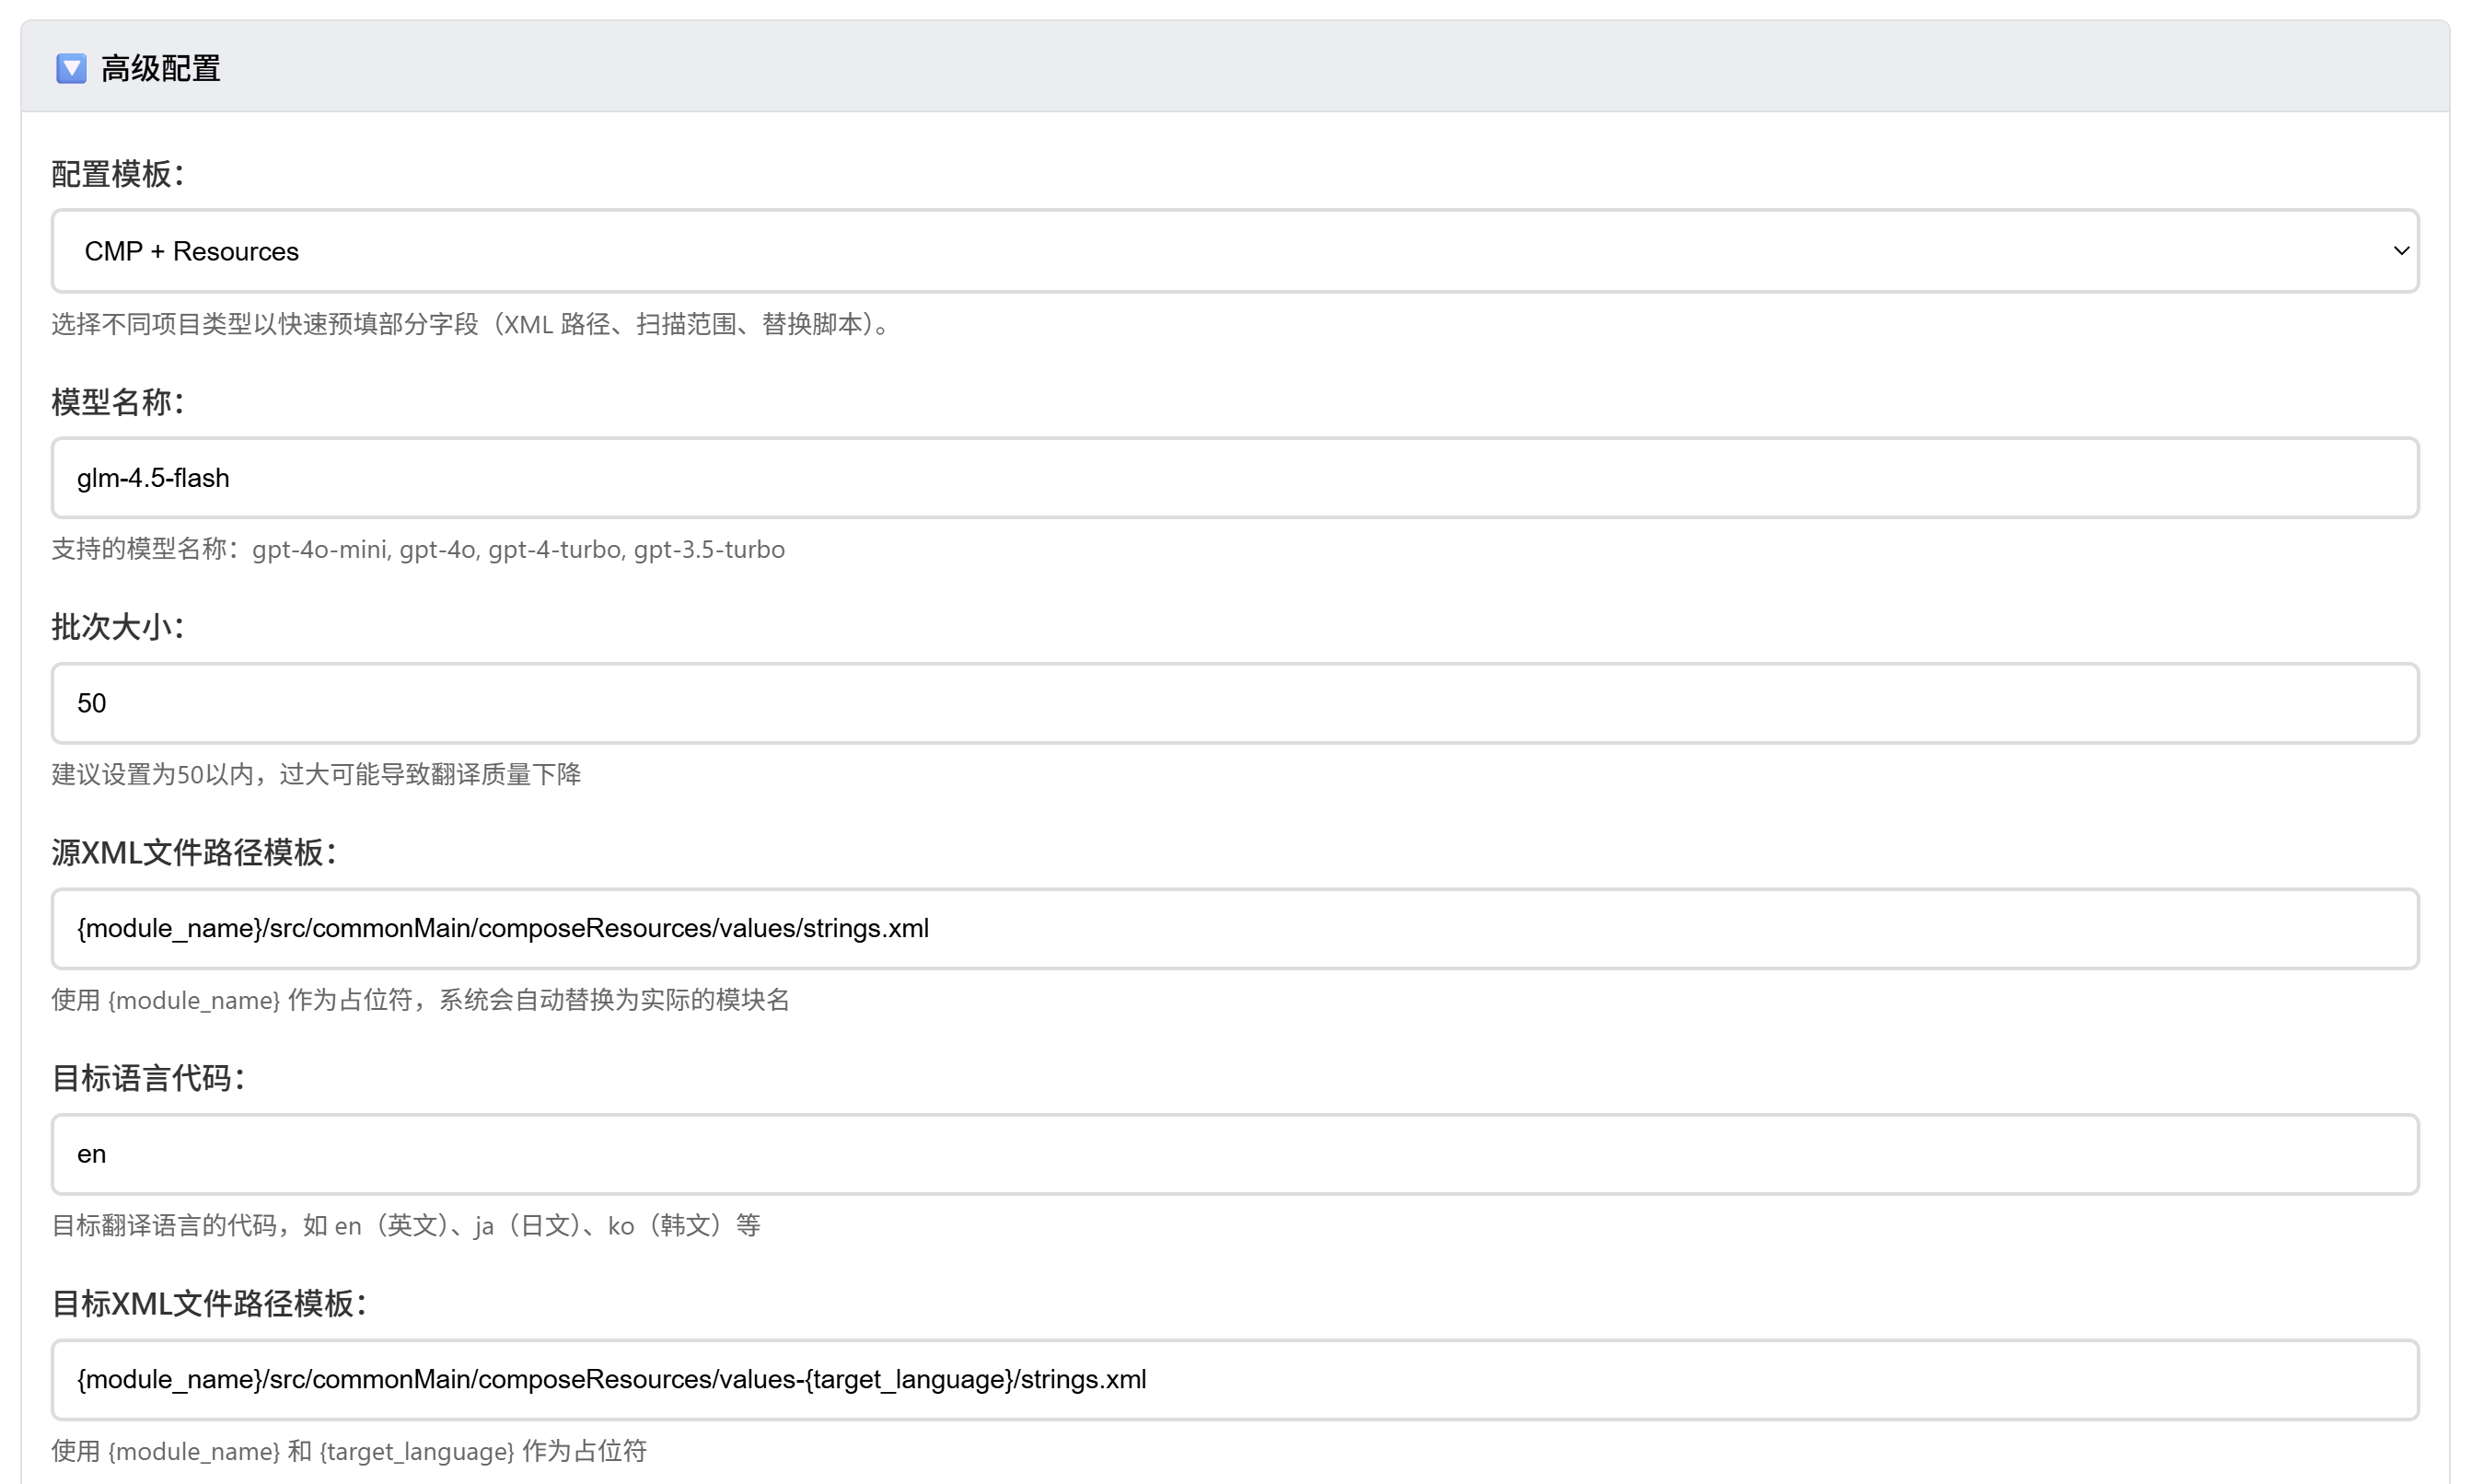 高级配置
配置模板：
CMP + Resources
选择不同项目类型以快速预填部分字段（XML 路径、扫描范围、替换脚本）。
模型名称：
glm-4.5-flash
支持的模型名称：gpt-4o-mini, gpt-4o, gpt-4-turbo, gpt-3.5-turbo
批次大小：
50
建议设置为50以内，过大可能导致翻译质量下降
源XML文件路径模板：
{module_name}/src/commonMain/composeResources/values/strings.xml
使用 {module_name} 作为占位符，系统会自动替换为实际的模块名
目标语言代码：
en
目标翻译语言的代码，如 en（英文）、ja（日文）、ko（韩文）等
目标XML文件路径模板：
{module_name}/src/commonMain/composeResources/values-{target_language}/strings.xml
使用 {module_name} 和 {target_language} 作为占位符